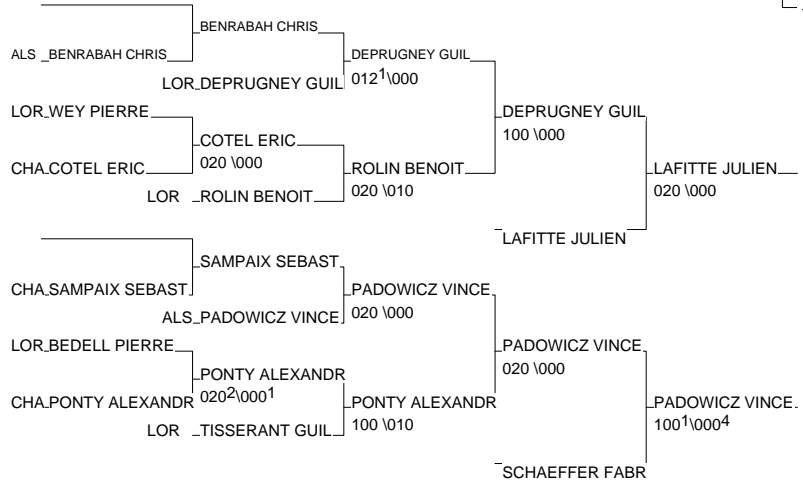 BENRABAH CHRIS
ALS BENRABAH CHRIS
DEPRUGNEY GUIL
LOR DEPRUGNEY GUIL
012¹\000
LOR WEY PIERRE
DEPRUGNEY GUIL
100 \000
COTEL ERIC
020 \000
CHA COTEL ERIC
ROLIN BENOIT
020 \010
LAFITTE JULIEN
020 \000
LOR ROLIN BENOIT
LAFITTE JULIEN
SAMPAIX SEBAST
CHA SAMPAIX SEBAST
PADOWICZ VINCE
020 \000
ALS PADOWICZ VINCE
LOR BEDELL PIERRE
PADOWICZ VINCE
020 \000
PONTY ALEXANDR
020²\000¹
CHA PONTY ALEXANDR
PONTY ALEXANDR
100 \010
PADOWICZ VINCE
100¹\000⁴
LOR TISSERANT GUIL
SCHAEFFER FABR